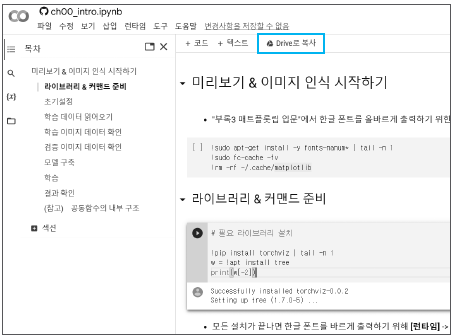 ch00_intro.ipynb
파일 수정 보기 삽입 런타임 도구 도움말 변경사항을 저장할 수 없음
목차
+ 코드 + 텍스트 Drive로 복사
미리보기 & 이미지 인식 시작하기
라이브러리 & 커맨드 준비
초기설정
학습 데이터 읽어오기
학습 이미지 데이터 확인
검증 이미지 데이터 확인
모델 구축
학습
결과 확인
(참고) 공통함수의 내부 구조
섹션
{x}
미리보기 & 이미지 인식 시작하기
• "부록3 매트플롯립 입문"에서 한글 폰트를 올바르게 출력하기 위한
[ ] !sudo apt-get install -y fonts-nanum* | tail -n 1
!sudo fc-cache -fv
!rm -rf ~/.cache/matplotlib
라이브러리 & 커맨드 준비
# 필요 라이브러리 설치
!pip install torchviz | tail -n 1
w = !apt install tree
print(w[-2])
Successfully installed torchviz-0.0.2
Setting up tree (1.7.0-5) ...
• 모든 설치가 끝나면 한글 폰트를 바르게 출력하기 위해 [런타임] ->